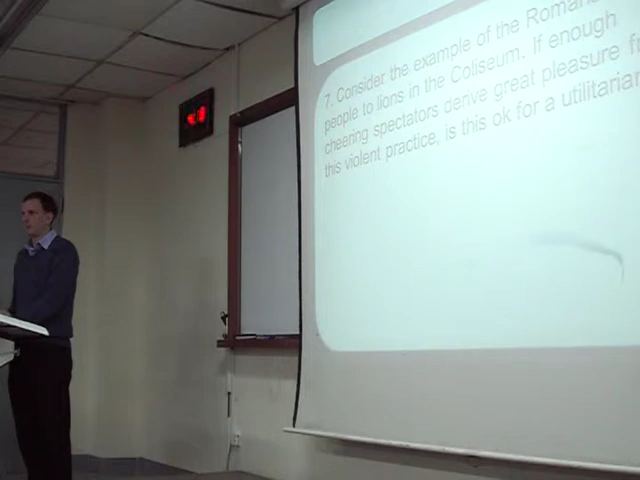 7. Consider the example of the Romans
people to lions in the Coliseum. If enough
cheering spectators derive great pleasure
this violent practice, is this ok for a utilitarian